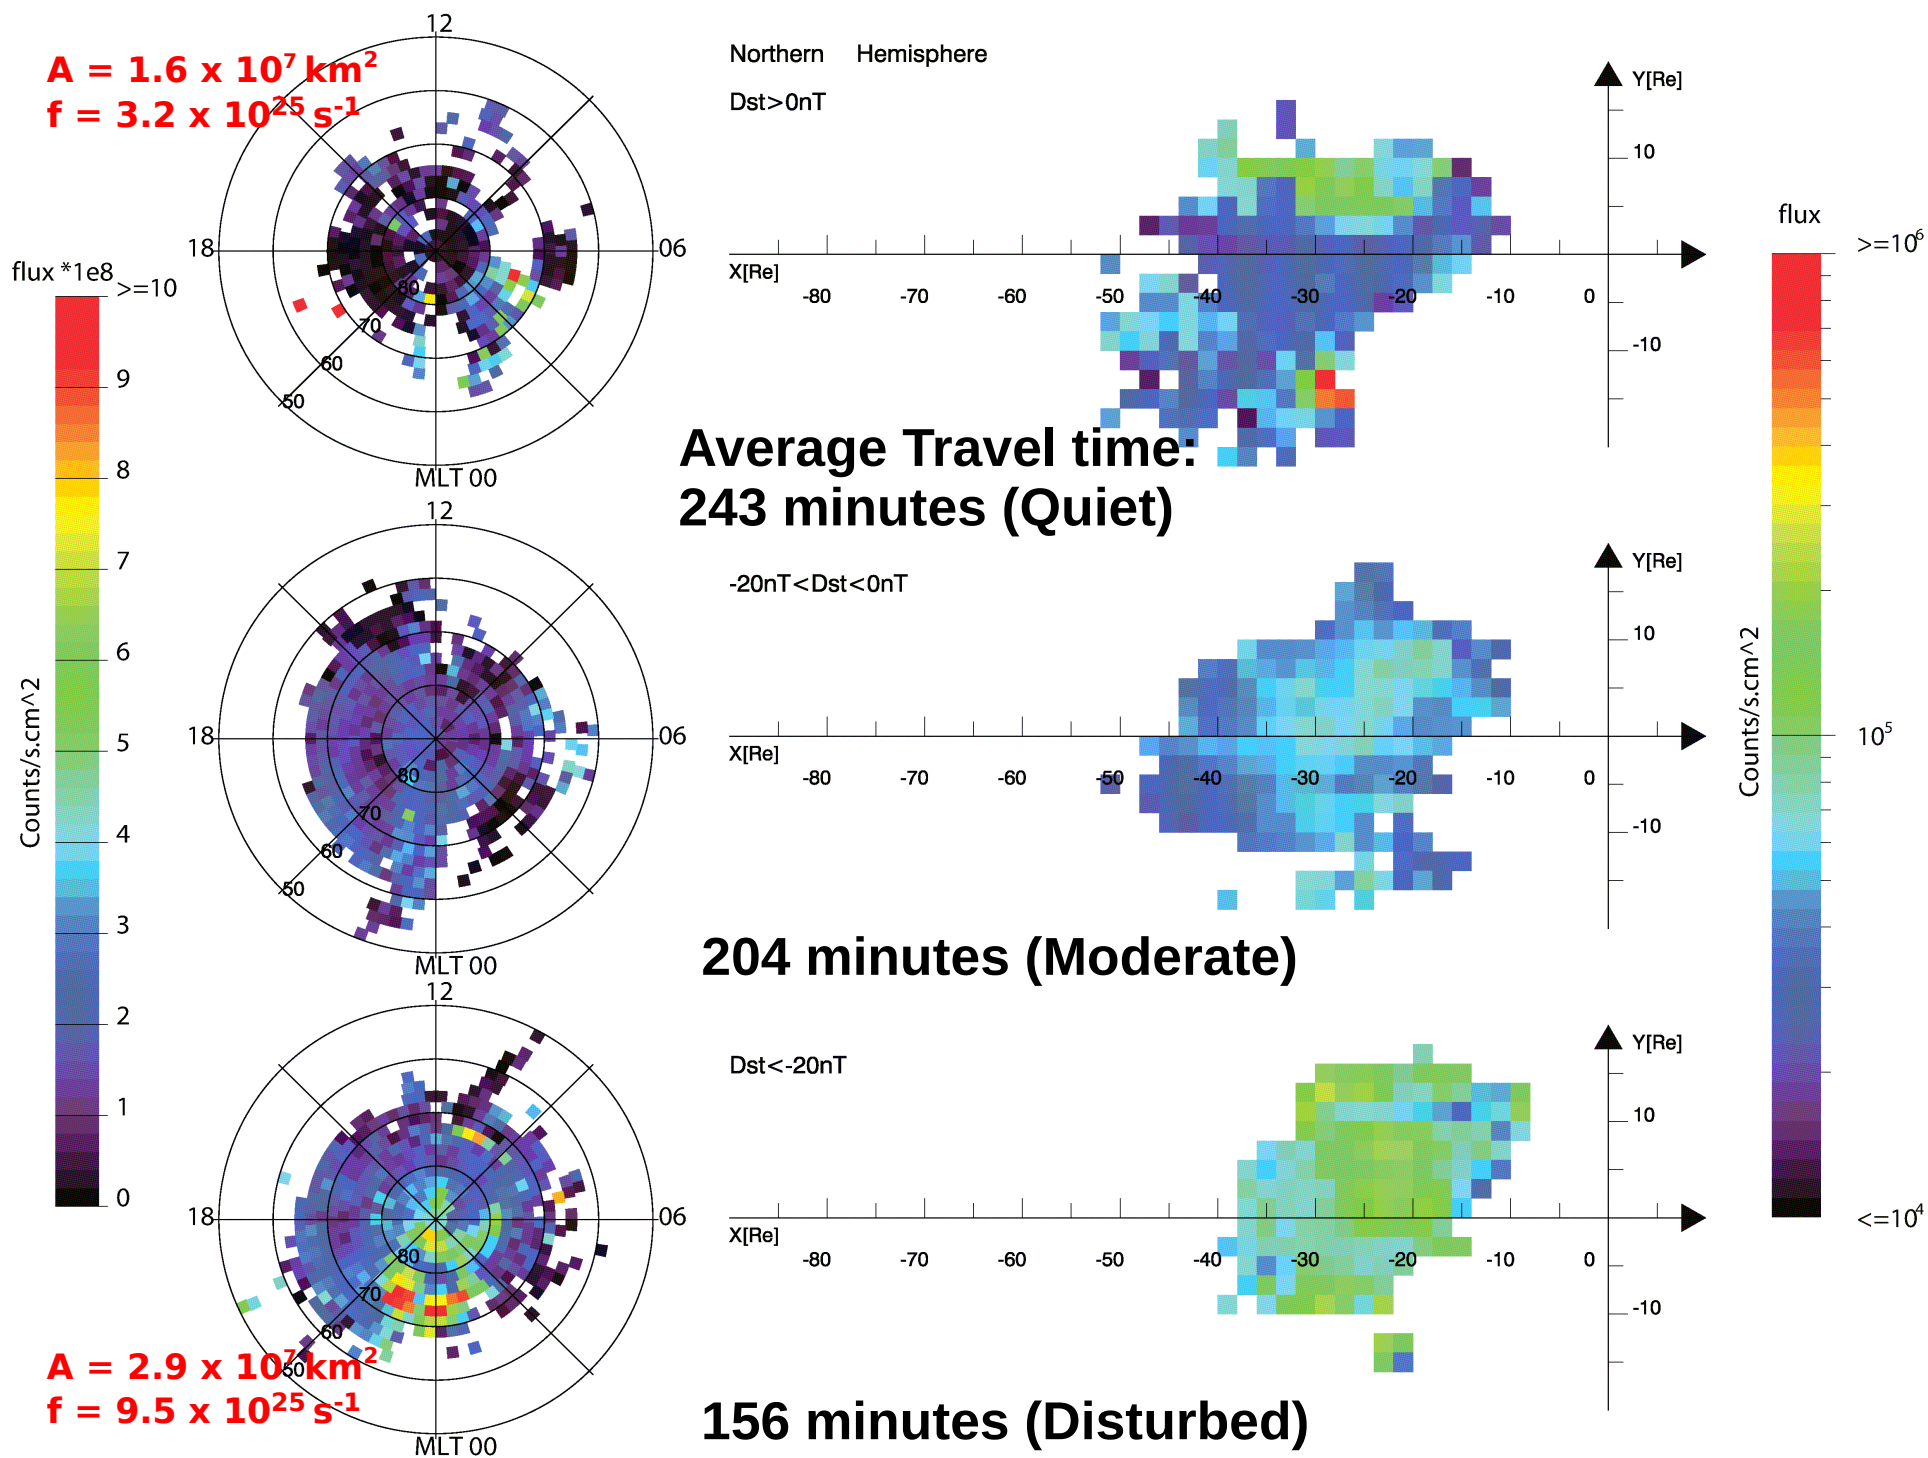 12
A = 1.6 x 10⁷ km²
f = 3.2 x 10²⁵ s⁻¹
18
06
80
70
60
50
MLT 00
flux *1e8
>=10
9
8
7
6
5
4
3
2
1
0
Counts/s.cm^2
Northern Hemisphere
Dst>0nT
Y[Re]
10
-10
X[Re]
-80 -70 -60 -50 -40 -30 -20 -10 0
Average Travel time:
243 minutes (Quiet)
12
18
06
80
70
60
50
MLT 00
-20nT<Dst<0nT
Y[Re]
10
-10
X[Re]
-80 -70 -60 -50 -40 -30 -20 -10 0
204 minutes (Moderate)
12
18
06
80
70
60
50
MLT 00
A = 2.9 x 10⁷ km²
f = 9.5 x 10²⁵ s⁻¹
Dst<-20nT
Y[Re]
10
-10
X[Re]
-80 -70 -60 -50 -40 -30 -20 -10 0
156 minutes (Disturbed)
flux
>=10⁶
10⁵
<=10⁴
Counts/s.cm^2